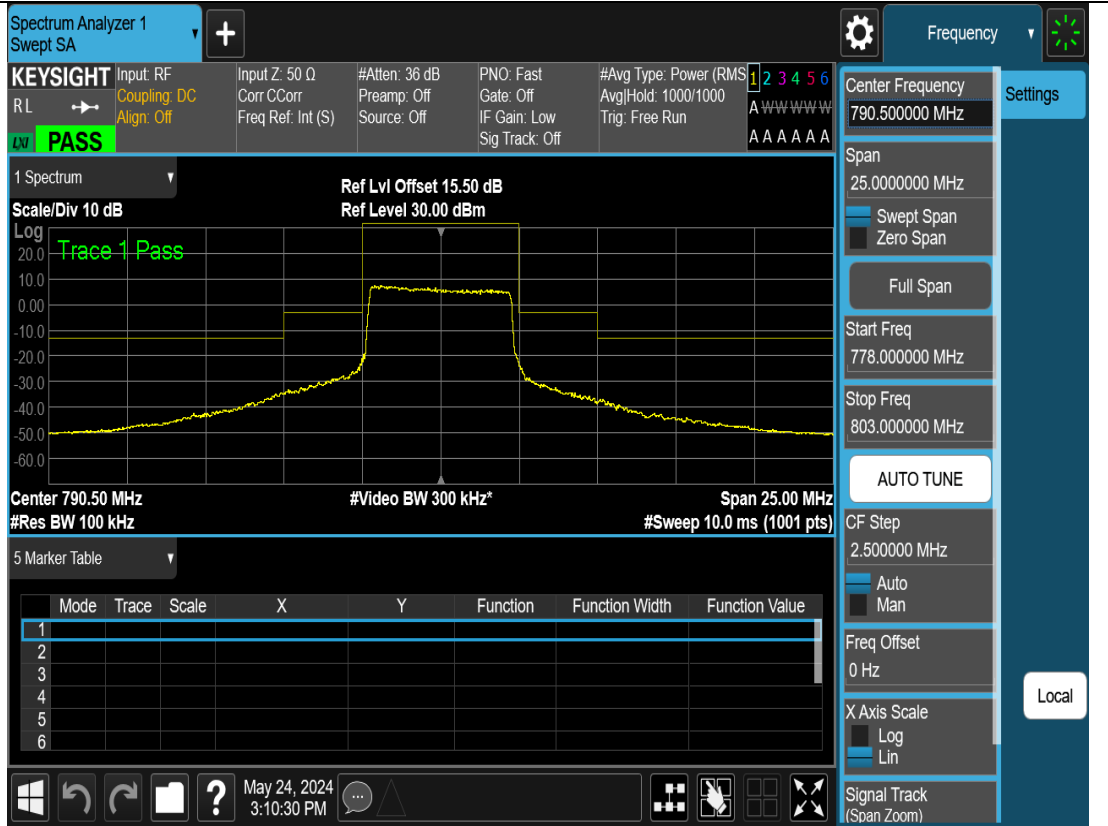 Spectrum Analyzer 1
Swept SA
+
Frequency
KEYSIGHT
R L
LXI
PASS
Input: RF
Coupling: DC
Align: Off
Input Z: 50 Ω
Corr CCorr
Freq Ref: Int (S)
#Atten: 36 dB
Preamp: Off
Source: Off
PNO: Fast
Gate: Off
IF Gain: Low
Sig Track: Off
#Avg Type: Power (RMS
Avg|Hold: 1000/1000
Trig: Free Run
1 2 3 4 5 6
A W W W W W
A A A A A A
1 Spectrum
Scale/Div 10 dB
Ref Lvl Offset 15.50 dB
Ref Level 30.00 dBm
Log
Trace 1 Pass
20.0
10.0
0.00
-10.0
-20.0
-30.0
-40.0
-50.0
-60.0
Center 790.50 MHz
#Video BW 300 kHz*
Span 25.00 MHz
#Res BW 100 kHz
#Sweep 10.0 ms (1001 pts)
5 Marker Table
Mode Trace Scale X Y Function Function Width Function Value
1
2
3
4
5
6
?
May 24, 2024
3:10:30 PM
Center Frequency
790.500000 MHz
Settings
Span
25.0000000 MHz
Swept Span
Zero Span
Full Span
Start Freq
778.000000 MHz
Stop Freq
803.000000 MHz
AUTO TUNE
CF Step
2.500000 MHz
Auto
Man
Freq Offset
0 Hz
Local
X Axis Scale
Log
Lin
Signal Track
(Span Zoom)